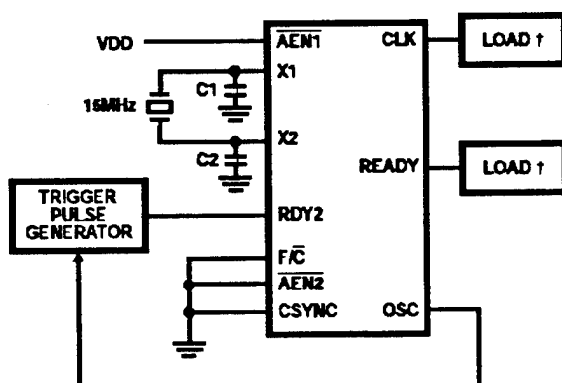 VDD
AEN1
CLK
LOAD †
X1
C1
15MHz
X2
C2
READY
LOAD †
TRIGGER
PULSE
GENERATOR
RDY2
F/C
AEN2
CSYNC
OSC